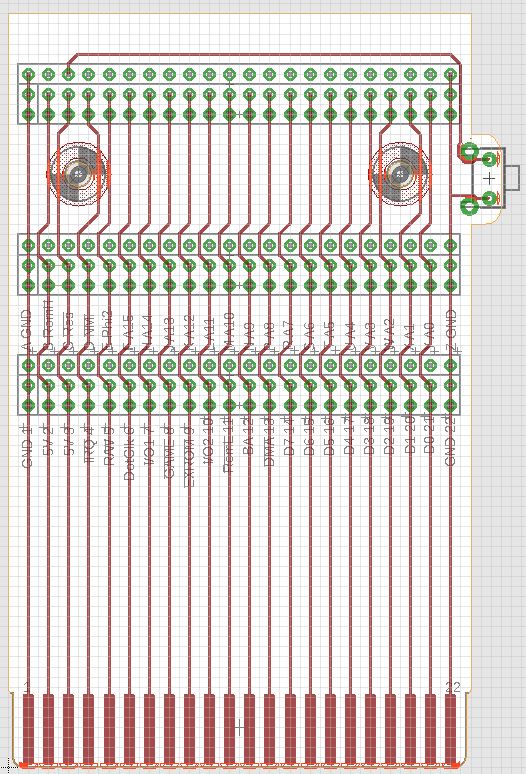 A GND
B RomH
C Res
D NMI
E Phi2
F A15
H A14
J A13
K A12
L A11
M A10
N A9
P A8
R A7
S A6
T A5
U A4
V A3
W A2
X A1
Y A0
Z GND
GND 1
5V 2
5V 3
IRQ 4
R/W 5
DotClk 6
I/O1 7
GAME 8
EXROM 9
I/O2 10
RomL 11
BA 12
DMA 13
D7 14
D6 15
D5 16
D4 17
D3 18
D2 19
D1 20
D0 21
GND 22
1
22